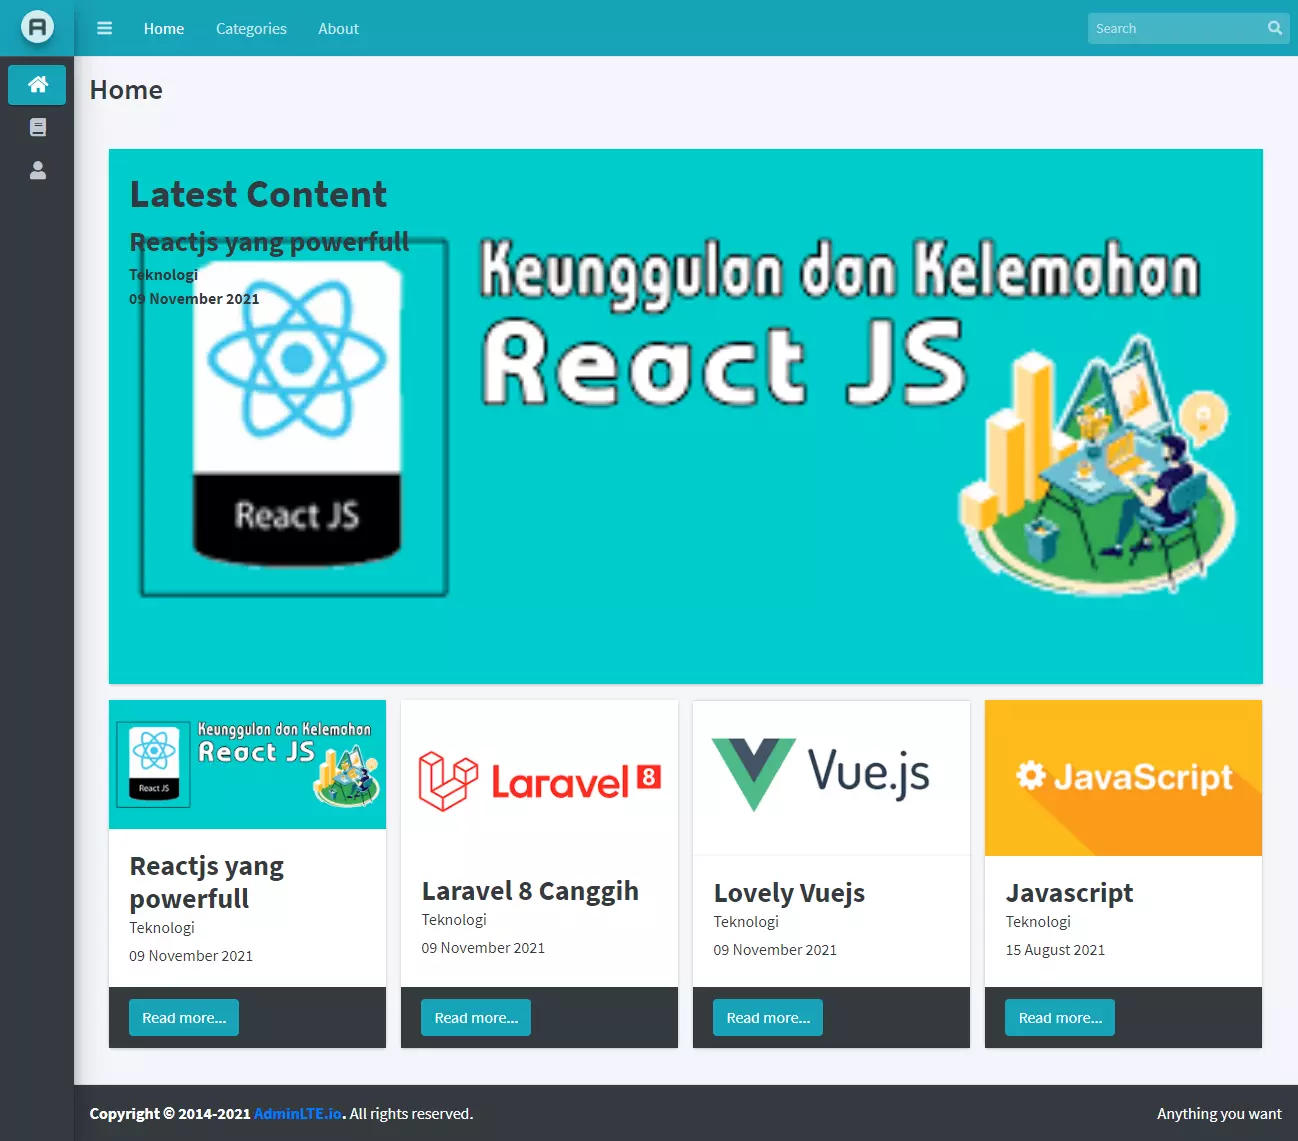 Home
Categories
About
Search
Home
Latest Content
Reactjs yang powerfull
Teknologi
09 November 2021
Keunggulan dan Kelemahan
React JS
React JS
Keunggulan dan Kelemahan
React JS
React JS
Reactjs yang
powerfull
Teknologi
09 November 2021
Read more...
Laravel 8
Laravel 8 Canggih
Teknologi
09 November 2021
Read more...
Vue.js
Lovely Vuejs
Teknologi
09 November 2021
Read more...
JavaScript
Javascript
Teknologi
15 August 2021
Read more...
Copyright © 2014-2021 AdminLTE.io. All rights reserved.
Anything you want